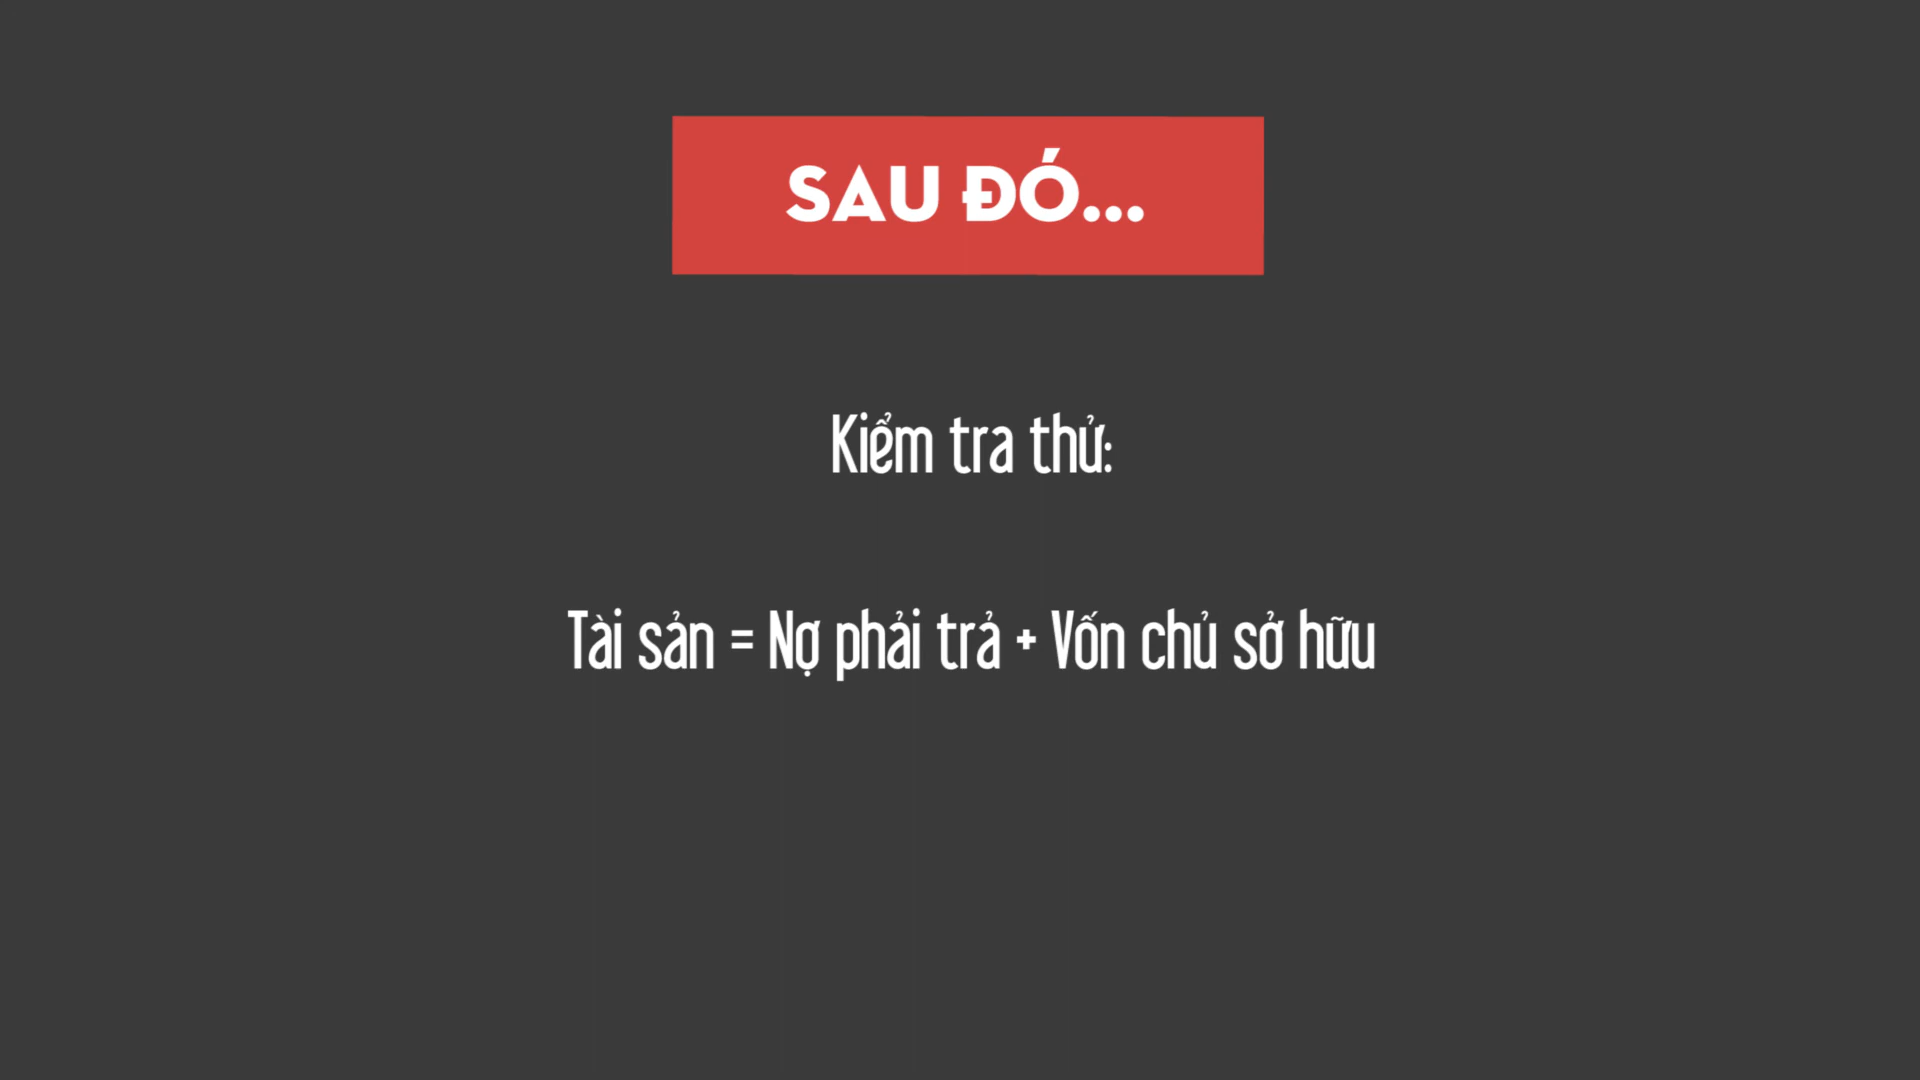 SAU ĐÓ...
Kiểm tra thử:
Tài sản = Nợ phải trả + Vốn chủ sở hữu